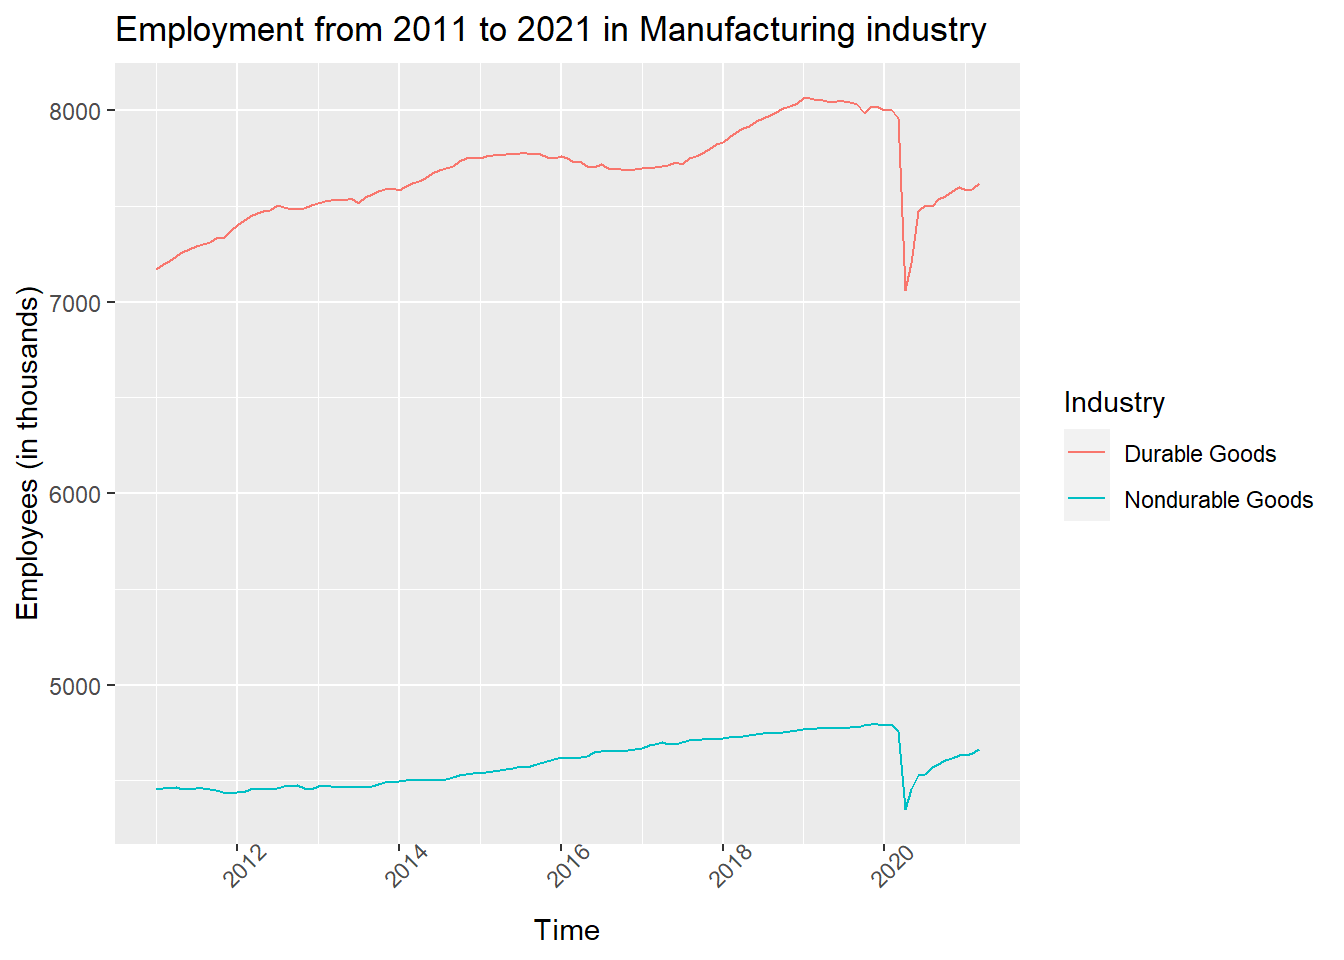 Employment from 2011 to 2021 in Manufacturing industry
8000
7000
6000
5000
Employees (in thousands)
2012
2014
2016
2018
2020
Time
Industry
Durable Goods
Nondurable Goods